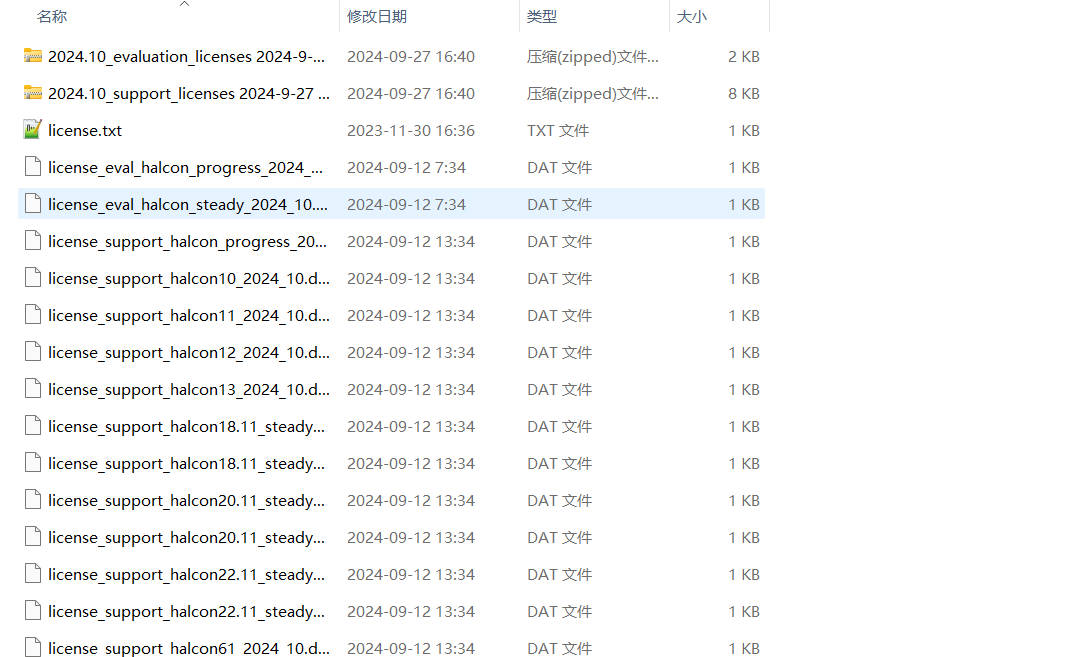 名称 修改日期 类型 大小
2024.10_evaluation_licenses 2024-9-... 2024-09-27 16:40 压缩(zipped)文件... 2 KB
2024.10_support_licenses 2024-9-27 ... 2024-09-27 16:40 压缩(zipped)文件... 8 KB
license.txt 2023-11-30 16:36 TXT 文件 1 KB
license_eval_halcon_progress_2024_... 2024-09-12 7:34 DAT 文件 1 KB
license_eval_halcon_steady_2024_10.... 2024-09-12 7:34 DAT 文件 1 KB
license_support_halcon_progress_20... 2024-09-12 13:34 DAT 文件 1 KB
license_support_halcon10_2024_10.d... 2024-09-12 13:34 DAT 文件 1 KB
license_support_halcon11_2024_10.d... 2024-09-12 13:34 DAT 文件 1 KB
license_support_halcon12_2024_10.d... 2024-09-12 13:34 DAT 文件 1 KB
license_support_halcon13_2024_10.d... 2024-09-12 13:34 DAT 文件 1 KB
license_support_halcon18.11_steady... 2024-09-12 13:34 DAT 文件 1 KB
license_support_halcon18.11_steady... 2024-09-12 13:34 DAT 文件 1 KB
license_support_halcon20.11_steady... 2024-09-12 13:34 DAT 文件 1 KB
license_support_halcon20.11_steady... 2024-09-12 13:34 DAT 文件 1 KB
license_support_halcon22.11_steady... 2024-09-12 13:34 DAT 文件 1 KB
license_support_halcon22.11_steady... 2024-09-12 13:34 DAT 文件 1 KB
license_support_halcon61_2024_10.d... 2024-09-12 13:34 DAT 文件 1 KB